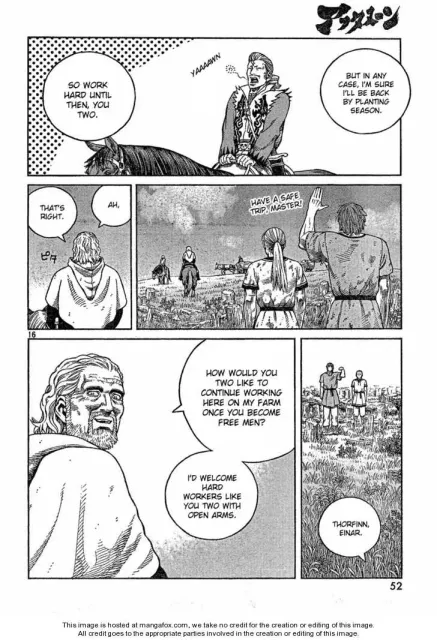 アフタヌーン
BUT IN ANY
CASE, I'M SURE
I'LL BE BACK
BY PLANTING
SEASON.
YAAAAWN
SO WORK
HARD UNTIL
THEN, YOU
TWO.
HAVE A SAFE
TRIP, MASTER!
AH,
THAT'S
RIGHT.
ピタ
16
THORFINN,
EINAR.
HOW WOULD YOU
TWO LIKE TO
CONTINUE WORKING
HERE ON MY FARM
ONCE YOU BECOME
FREE MEN?
I'D WELCOME
HARD
WORKERS LIKE
YOU TWO WITH
OPEN ARMS.
52
This image is hosted at mangafox.com, we take no credit for the creation or editing of this image.
All credit goes to the appropriate parties involved in the creation or editing of this image.